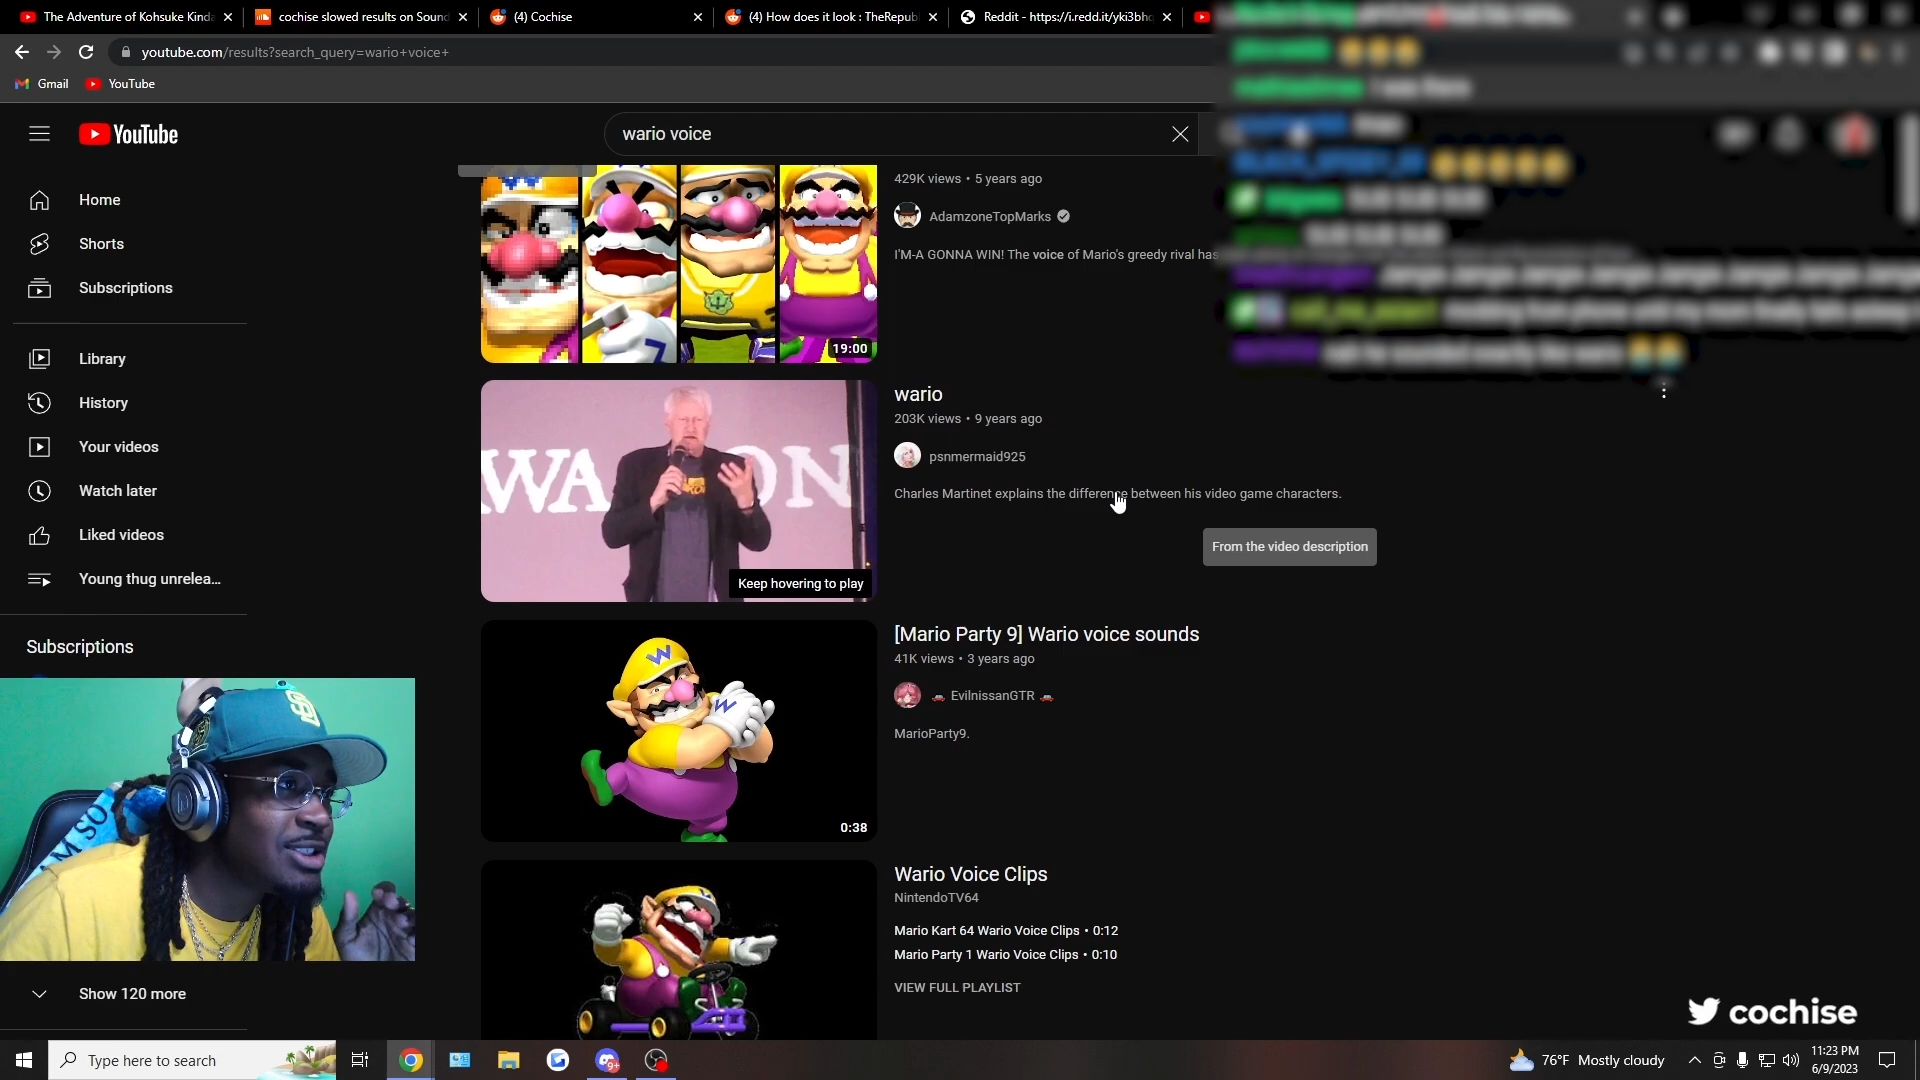 The Adventure of Kohsuke Kinda
cochise slowed results on Sound
(4) Cochise
(4) How does it look : TheRepubl
Reddit - https://i.redd.it/yki3bhq
youtube.com/results?search_query=wario+voice+
Gmail
YouTube
YouTube
wario voice
Home
Shorts
Subscriptions
Library
History
Your videos
Watch later
Liked videos
Young thug unrelea...
Subscriptions
Show 120 more
19:00
429K views • 5 years ago
AdamzoneTopMarks
I'M-A GONNA WIN! The voice of Mario's greedy rival has
WA ON
Keep hovering to play
wario
203K views • 9 years ago
psnmermaid925
Charles Martinet explains the difference between his video game characters.
From the video description
0:38
[Mario Party 9] Wario voice sounds
41K views • 3 years ago
EvilnissanGTR
MarioParty9.
Wario Voice Clips
NintendoTV64
Mario Kart 64 Wario Voice Clips • 0:12
Mario Party 1 Wario Voice Clips • 0:10
VIEW FULL PLAYLIST
cochise
Type here to search
9+
76°F Mostly cloudy
11:23 PM
6/9/2023